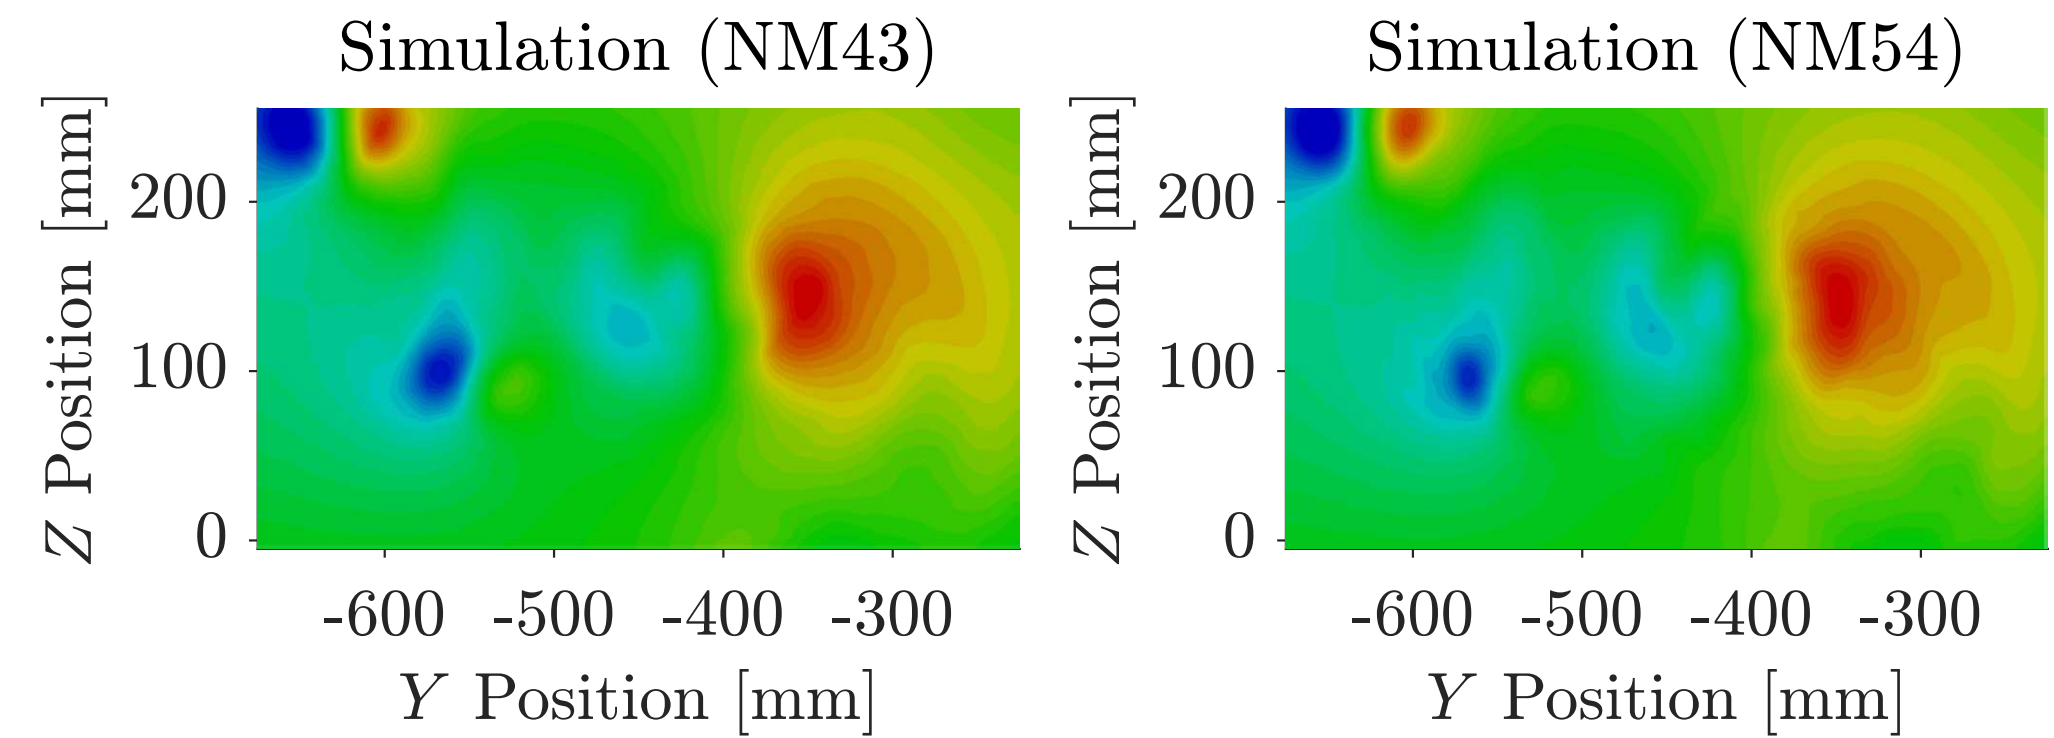 Simulation (NM43)
Z Position [mm]
200
100
0
-600 -500 -400 -300
Y Position [mm]
Simulation (NM54)
Z Position [mm]
200
100
0
-600 -500 -400 -300
Y Position [mm]